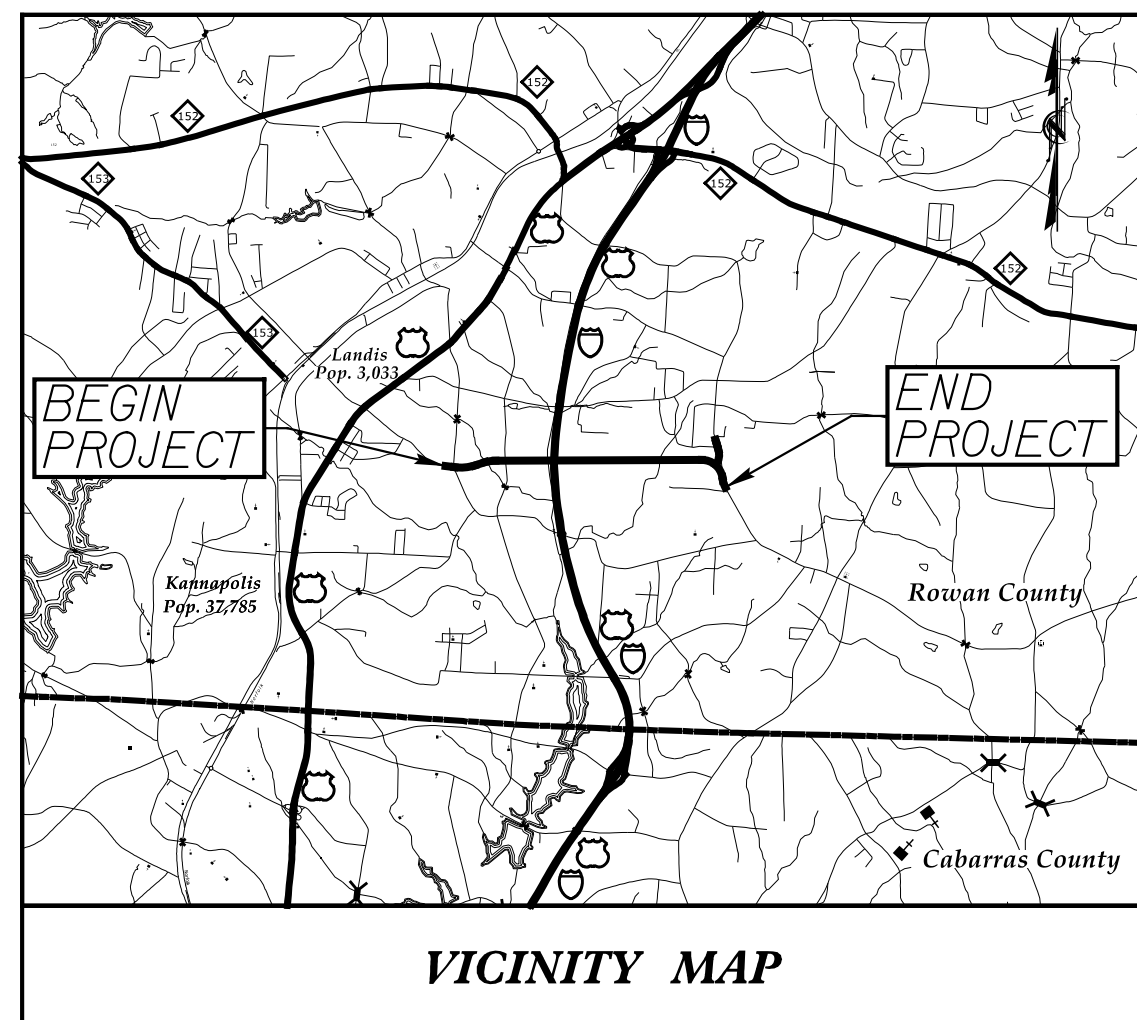 152
152
153
152
152
153
Landis
Pop. 3,033
BEGIN
PROJECT
END
PROJECT
Kannapolis
Pop. 37,785
Rowan County
Cabarras County
VICINITY MAP